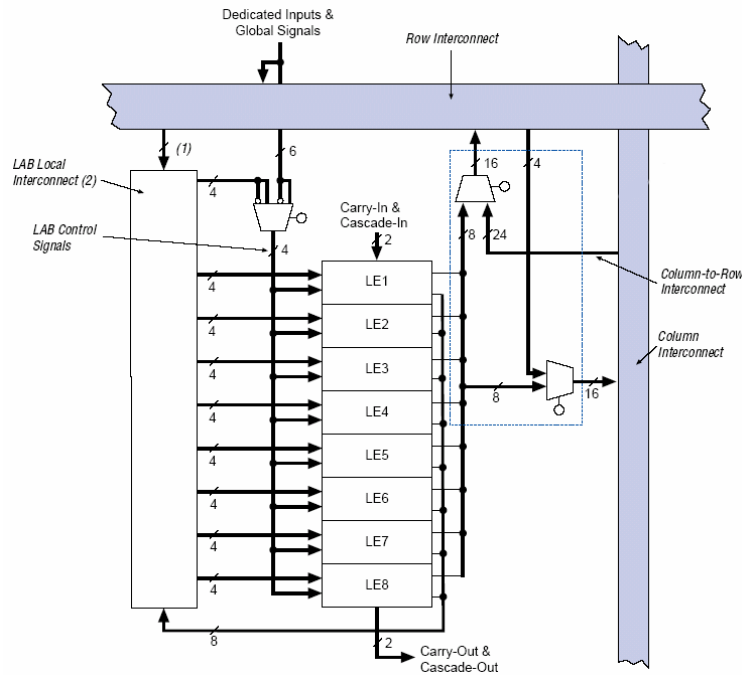 Dedicated Inputs &
Global Signals
Row Interconnect
(1)
6
16
4
LAB Local
Interconnect (2)
4
Carry-In &
Cascade-In
LAB Control
Signals
4
2
8
24
LE1
4
Column-to-Row
Interconnect
LE2
4
Column
Interconnect
LE3
4
8
16
LE4
4
LE5
4
LE6
4
LE7
4
LE8
4
8
2
Carry-Out &
Cascade-Out